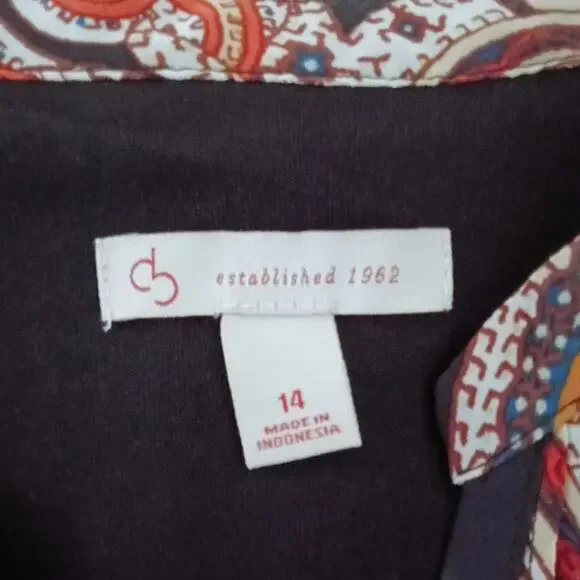 cb
established 1962
14
MADE IN
INDONESIA